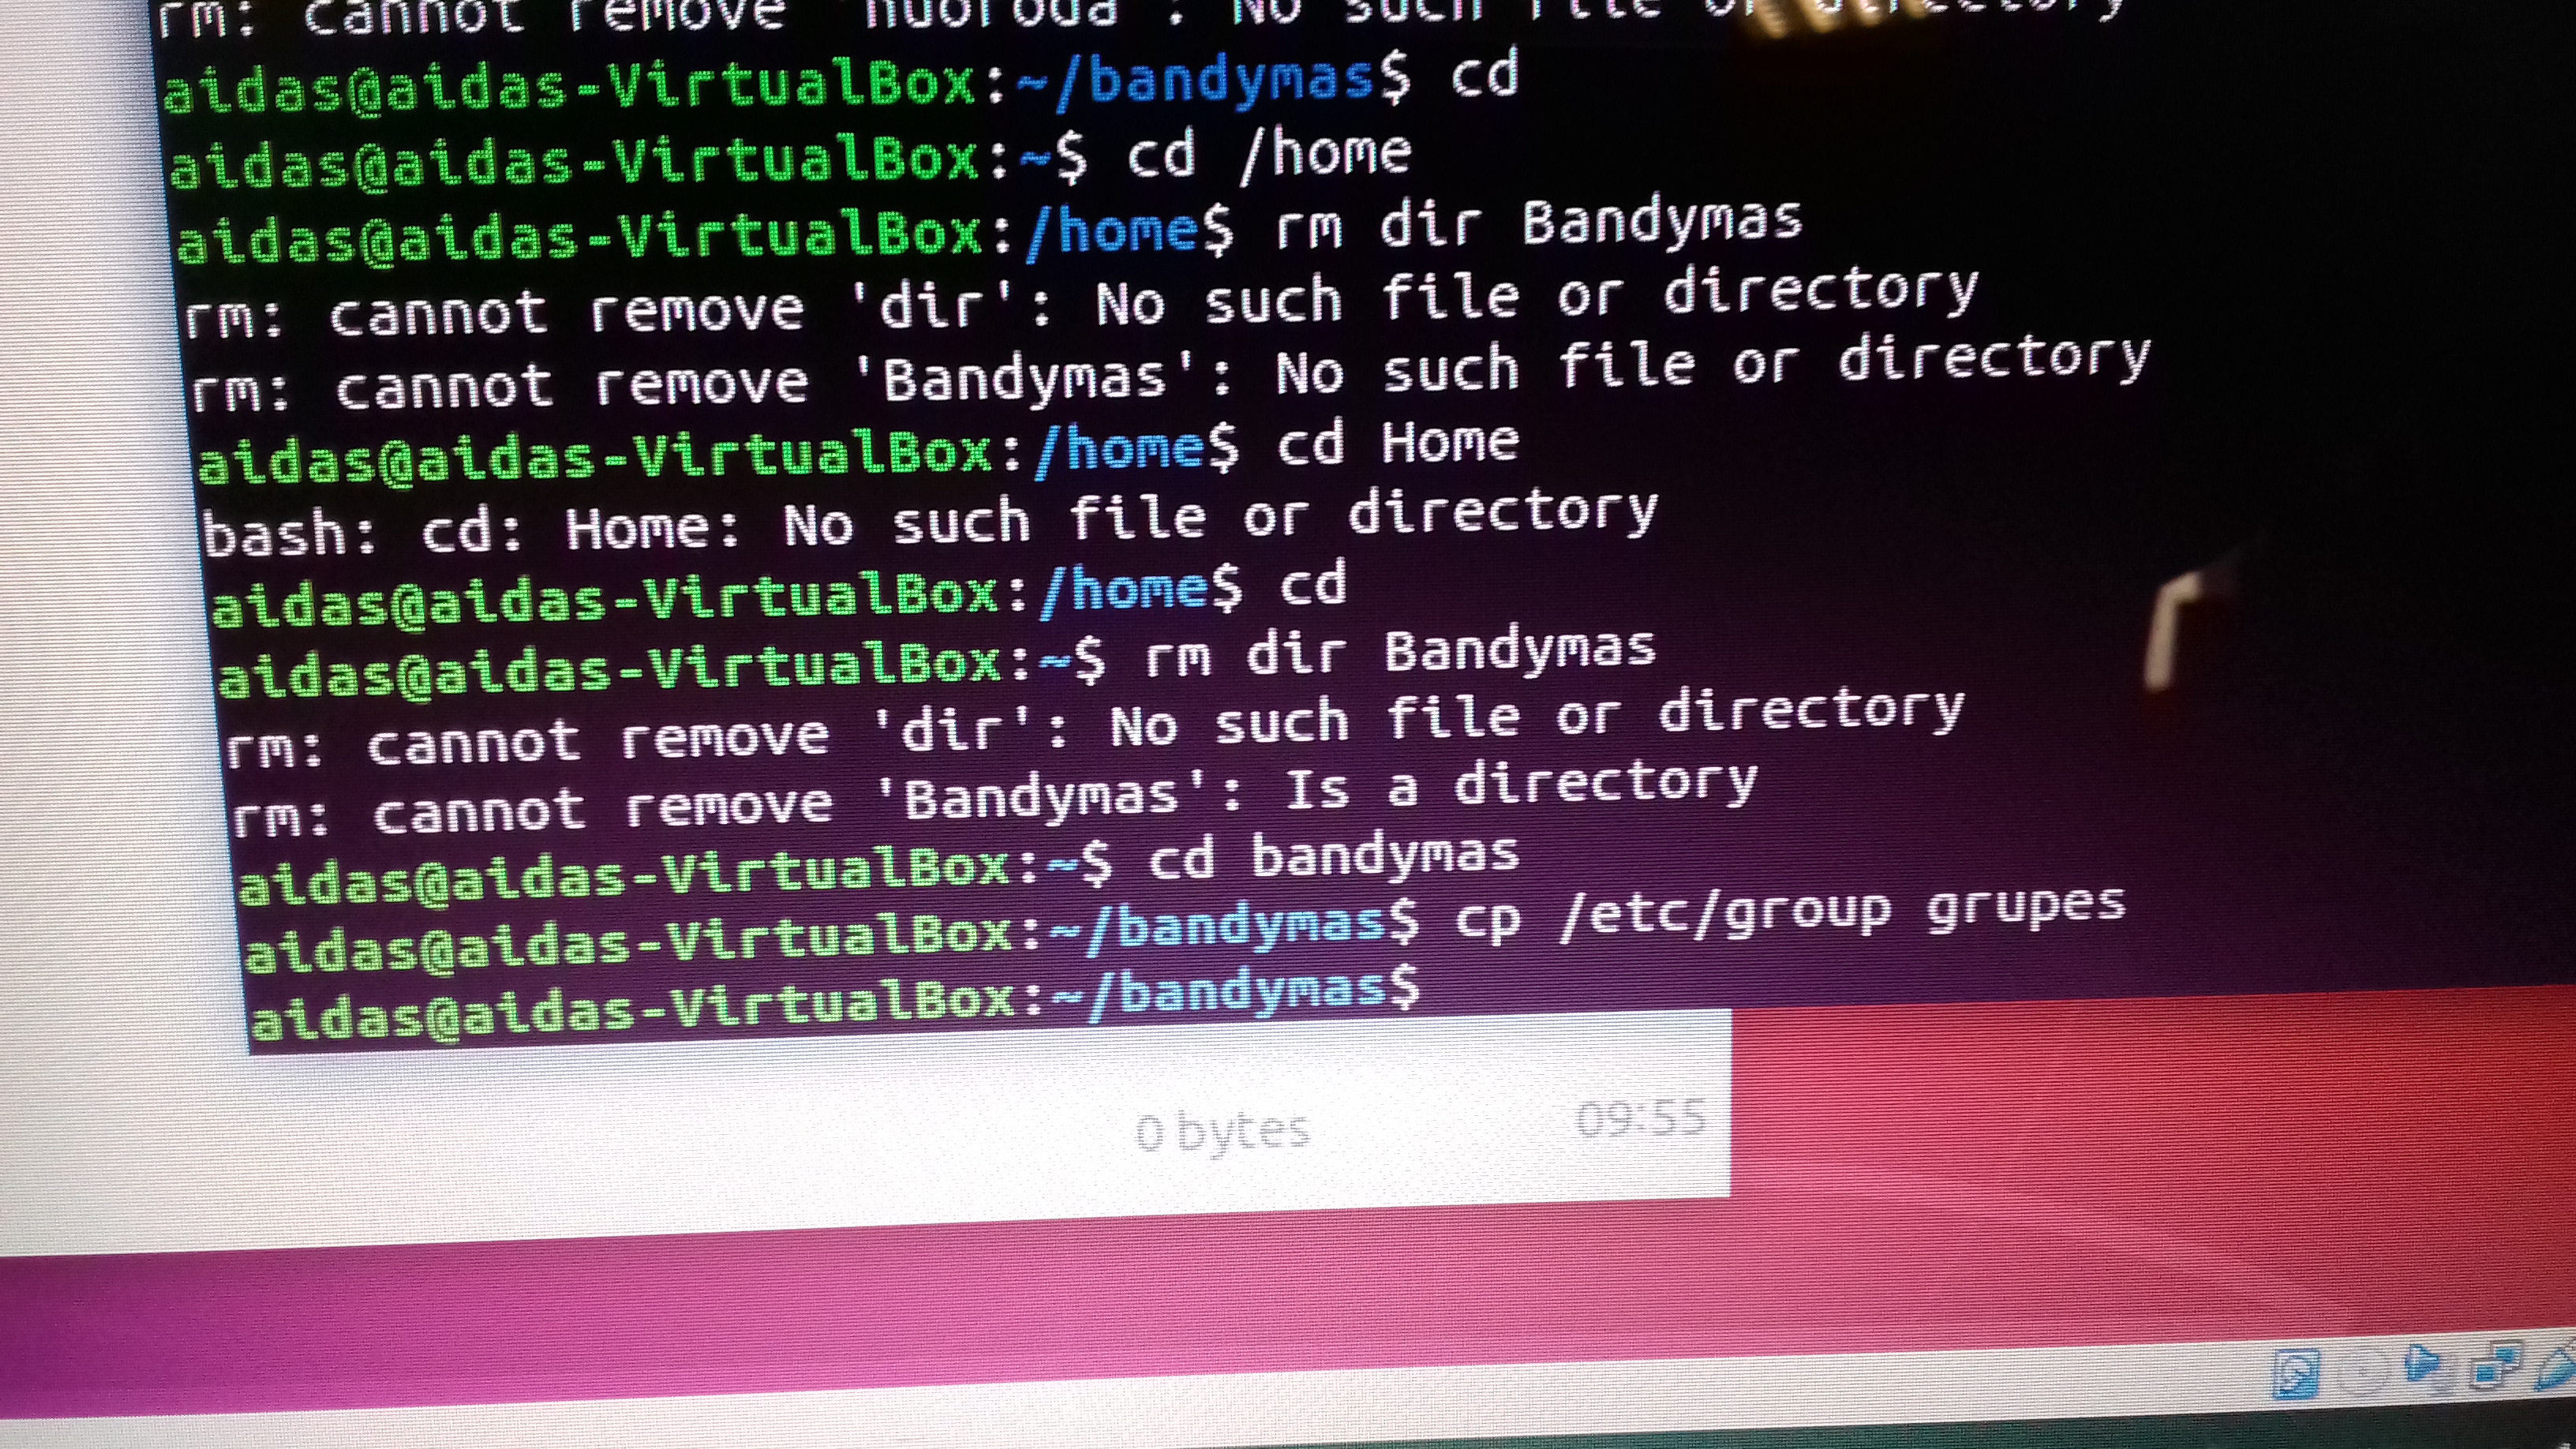 rm: cannot remove 'nuoroda': No such file or directory
aidas@aidas-VirtualBox:~/bandymas$ cd
aidas@aidas-VirtualBox:~$ cd /home
aidas@aidas-VirtualBox:/home$ rm dir Bandymas
rm: cannot remove 'dir': No such file or directory
rm: cannot remove 'Bandymas': No such file or directory
aidas@aidas-VirtualBox:/home$ cd Home
bash: cd: Home: No such file or directory
aidas@aidas-VirtualBox:/home$ cd
aidas@aidas-VirtualBox:~$ rm dir Bandymas
rm: cannot remove 'dir': No such file or directory
rm: cannot remove 'Bandymas': Is a directory
aidas@aidas-VirtualBox:~$ cd bandymas
aidas@aidas-VirtualBox:~/bandymas$ cp /etc/group grupes
aidas@aidas-VirtualBox:~/bandymas$
0 bytes 09:55